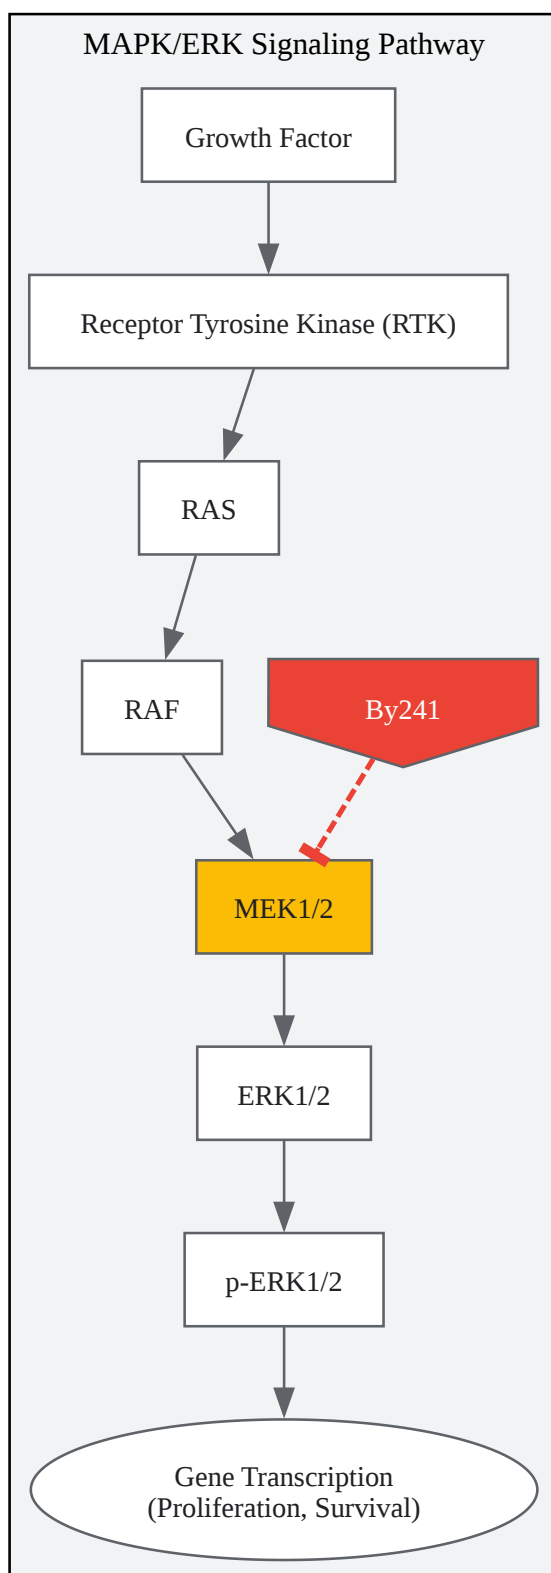 MAPK/ERK Signaling Pathway
Growth Factor
Receptor Tyrosine Kinase (RTK)
RAS
RAF
By241
MEK1/2
ERK1/2
p-ERK1/2
Gene Transcription
(Proliferation, Survival)